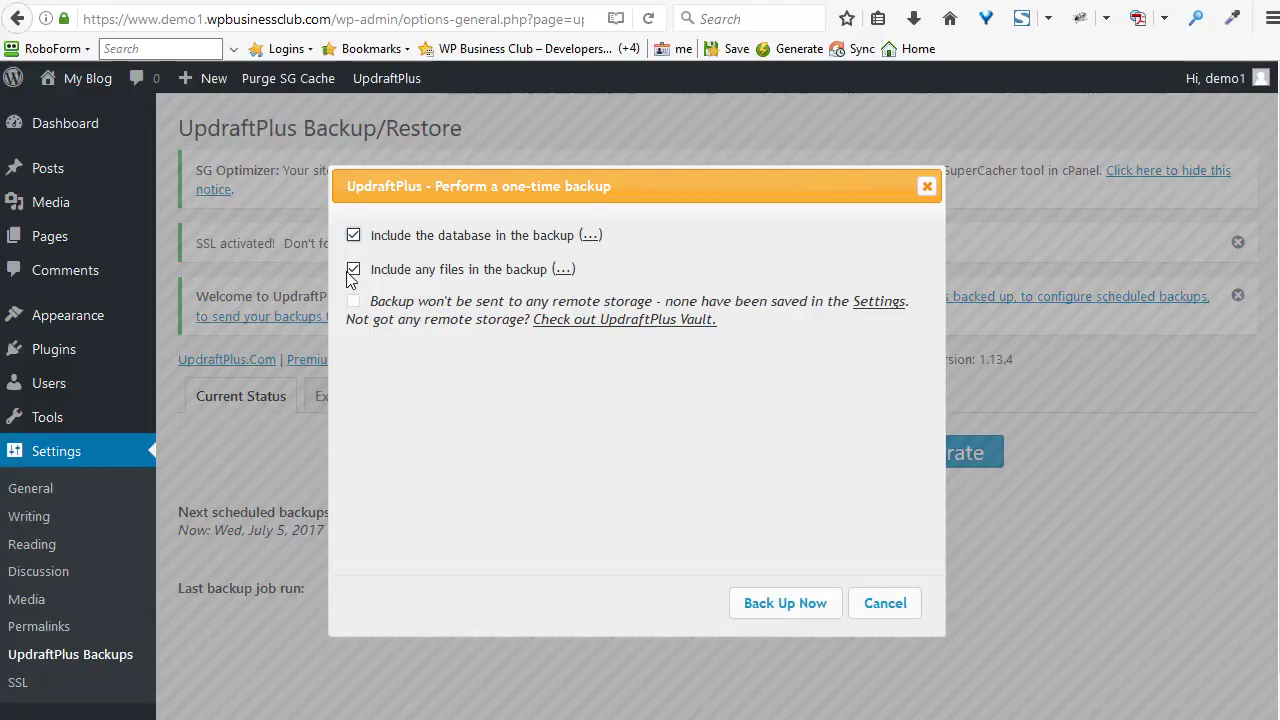 https://www.demo1.wpbusinessclub.com/wp-admin/options-general.php?page=up
Search
RoboForm
Search
Logins
Bookmarks
WP Business Club – Developers... (+4)
me
Save
Generate
Sync
Home
My Blog
0
New
Purge SG Cache
UpdraftPlus
Hi, demo1
Dashboard
Posts
Media
Pages
Comments
Appearance
Plugins
Users
Tools
Settings
General
Writing
Reading
Discussion
Media
Permalinks
UpdraftPlus Backups
SSL
UpdraftPlus Backup/Restore
SG Optimizer: Your site
SuperCacher tool in cPanel. Click here to hide this
notice.
SSL activated! Don't fo
Welcome to UpdraftP
s backed up, to configure scheduled backups,
to send your backups t
UpdraftPlus.Com | Premiu
sion: 1.13.4
Current Status
Ex
rate
Next scheduled backups
Now: Wed, July 5, 2017
Last backup job run:
UpdraftPlus - Perform a one-time backup
Include the database in the backup (...)
Include any files in the backup (...)
Backup won't be sent to any remote storage - none have been saved in the Settings.
Not got any remote storage? Check out UpdraftPlus Vault.
Back Up Now
Cancel